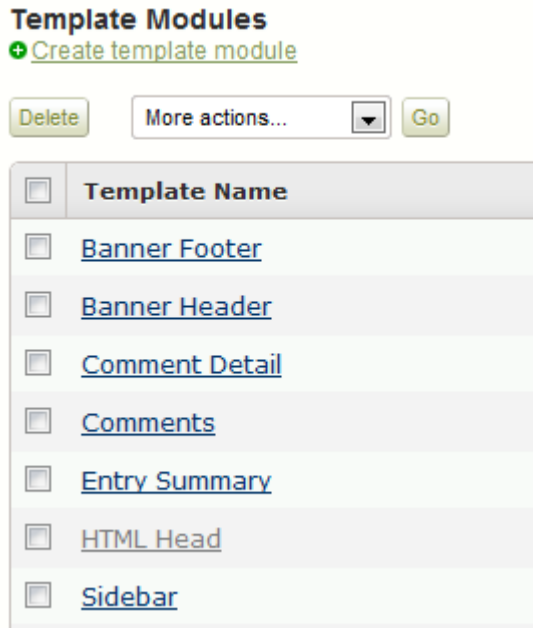 Template Modules
Create template module
Delete More actions... Go
Template Name
Banner Footer
Banner Header
Comment Detail
Comments
Entry Summary
HTML Head
Sidebar